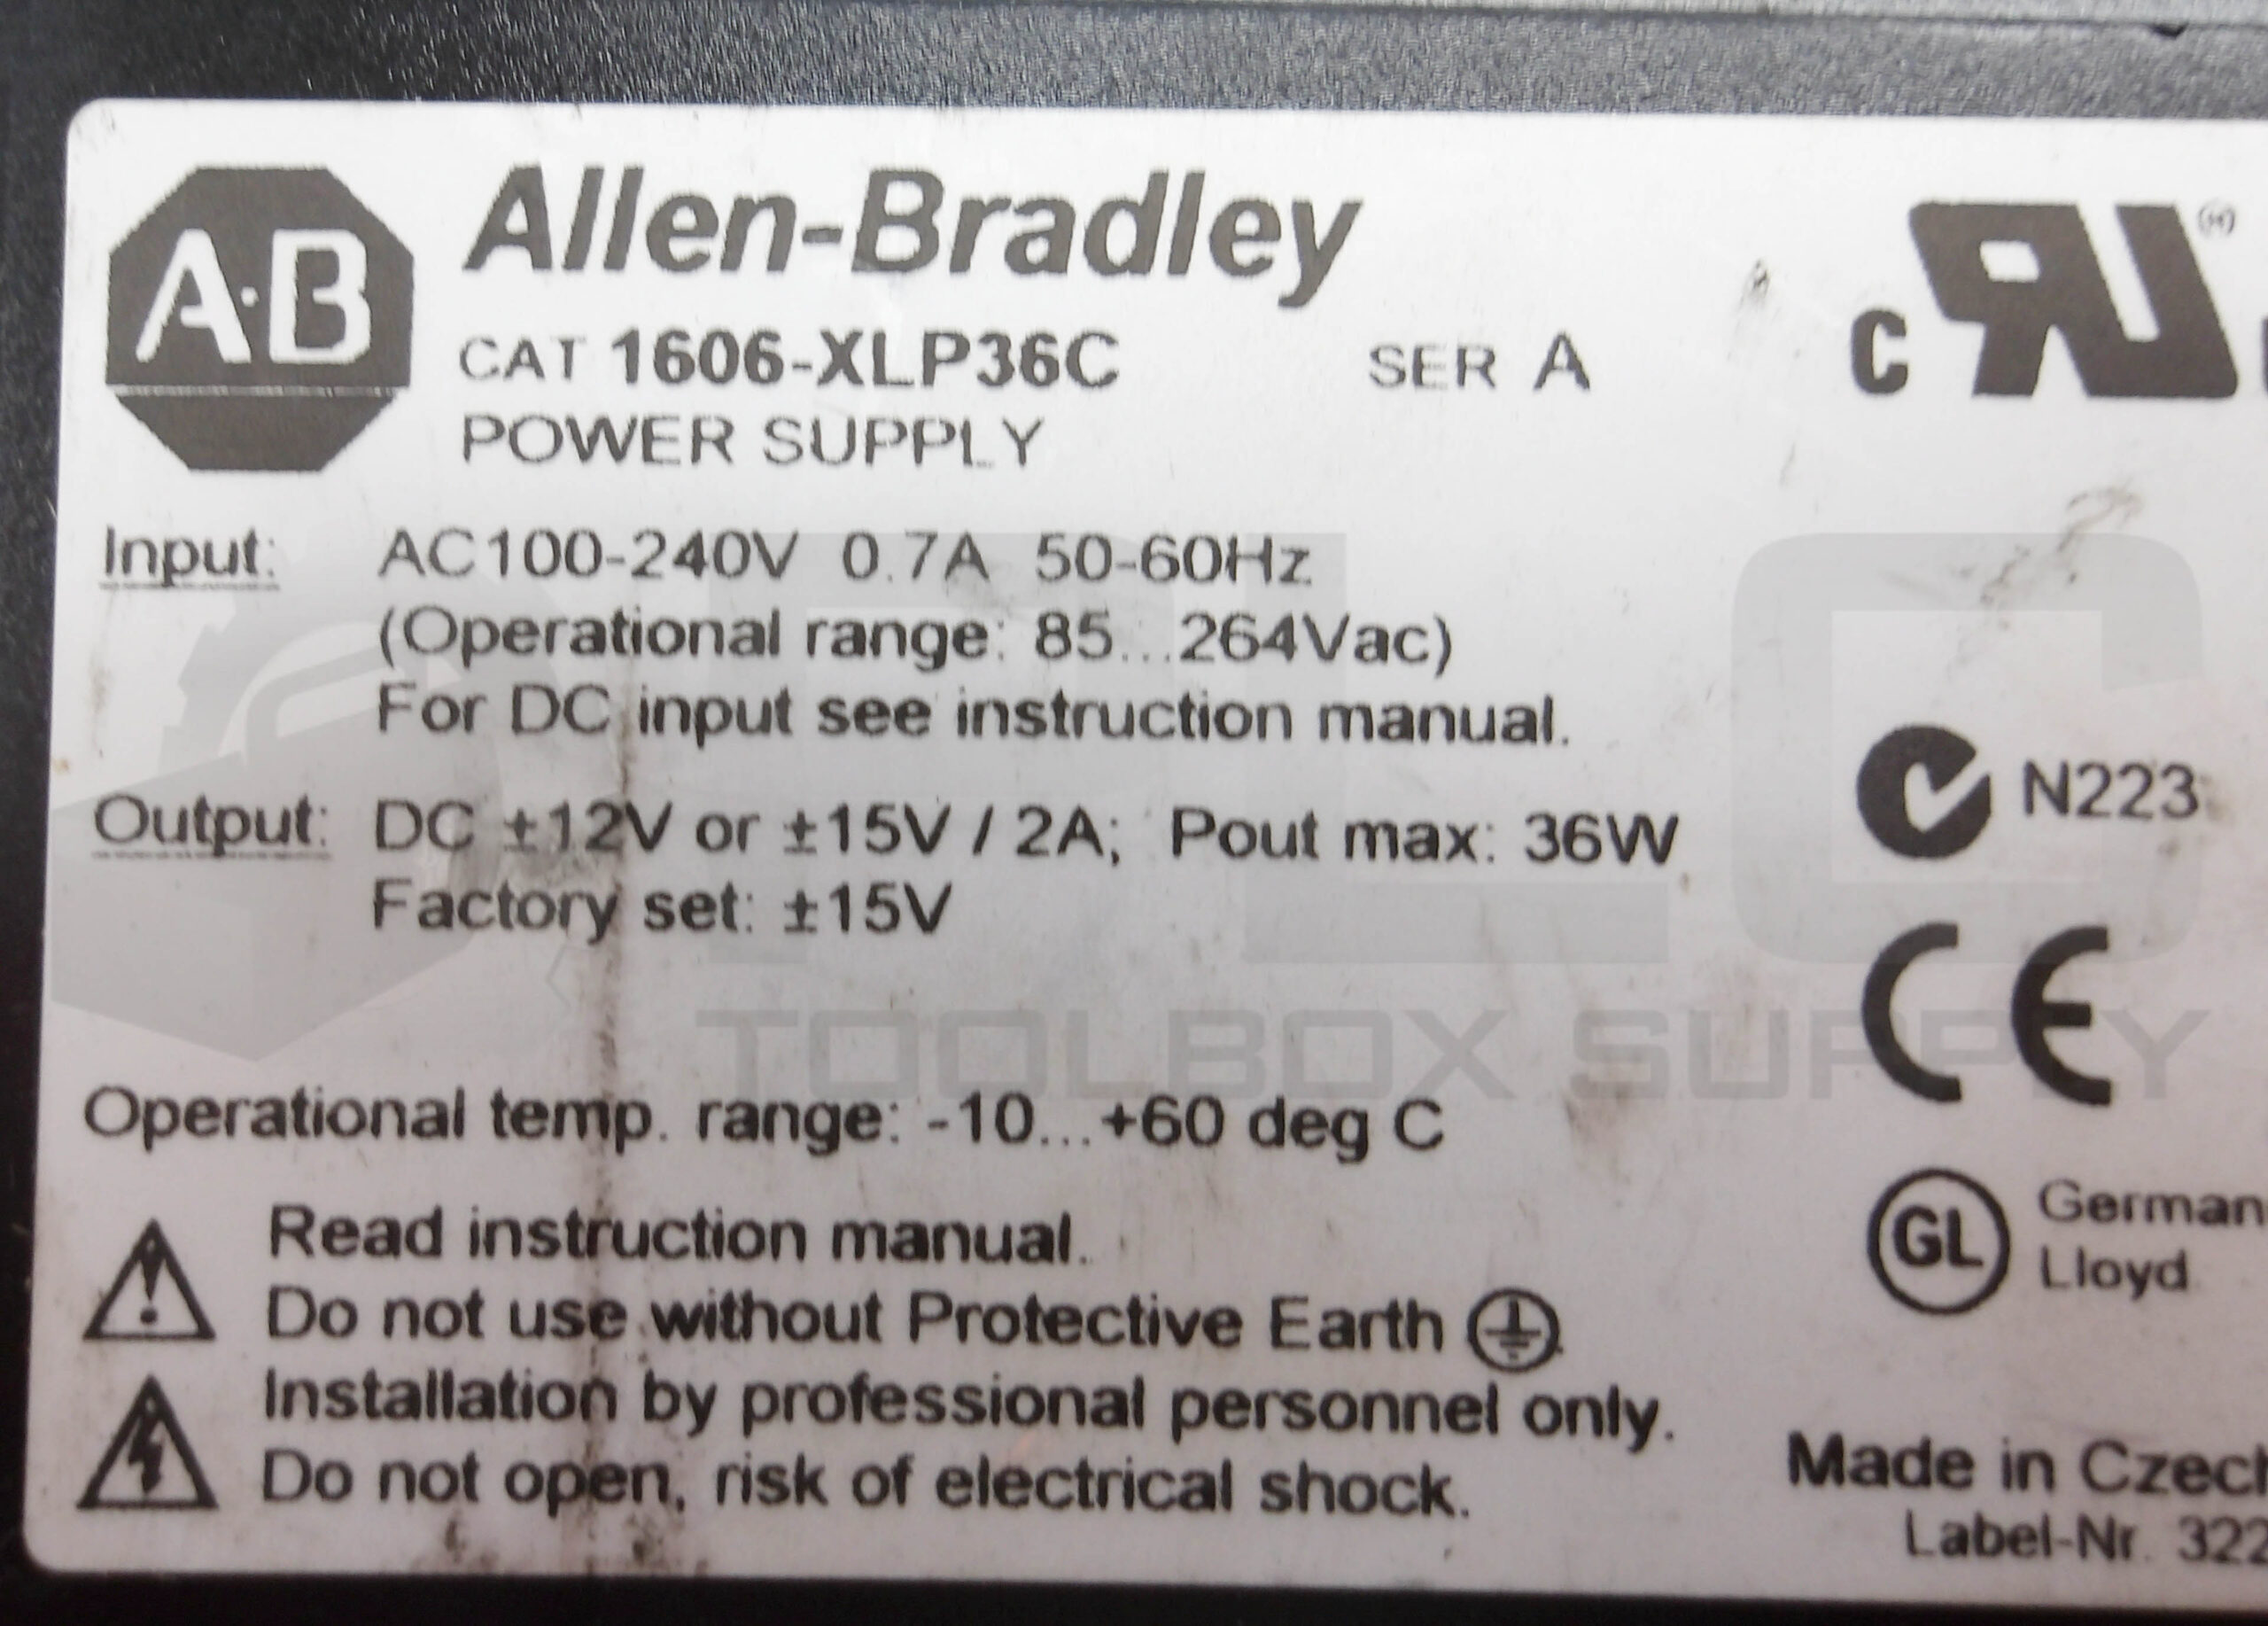 A·B Allen-Bradley
CAT 1606-XLP36C SER A
POWER SUPPLY
c UR ®
Input: AC100-240V 0.7A 50-60Hz
(Operational range: 85...264Vac)
For DC input see instruction manual.
Output: DC ±12V or ±15V / 2A; Pout max: 36W
Factory set: ±15V
N223
CE
PLC
TOOLBOX SUPPLY
Operational temp. range: -10...+60 deg C
GL German
Lloyd
Read instruction manual.
Do not use without Protective Earth
Installation by professional personnel only.
Do not open, risk of electrical shock.
Made in Czech
Label-Nr. 322